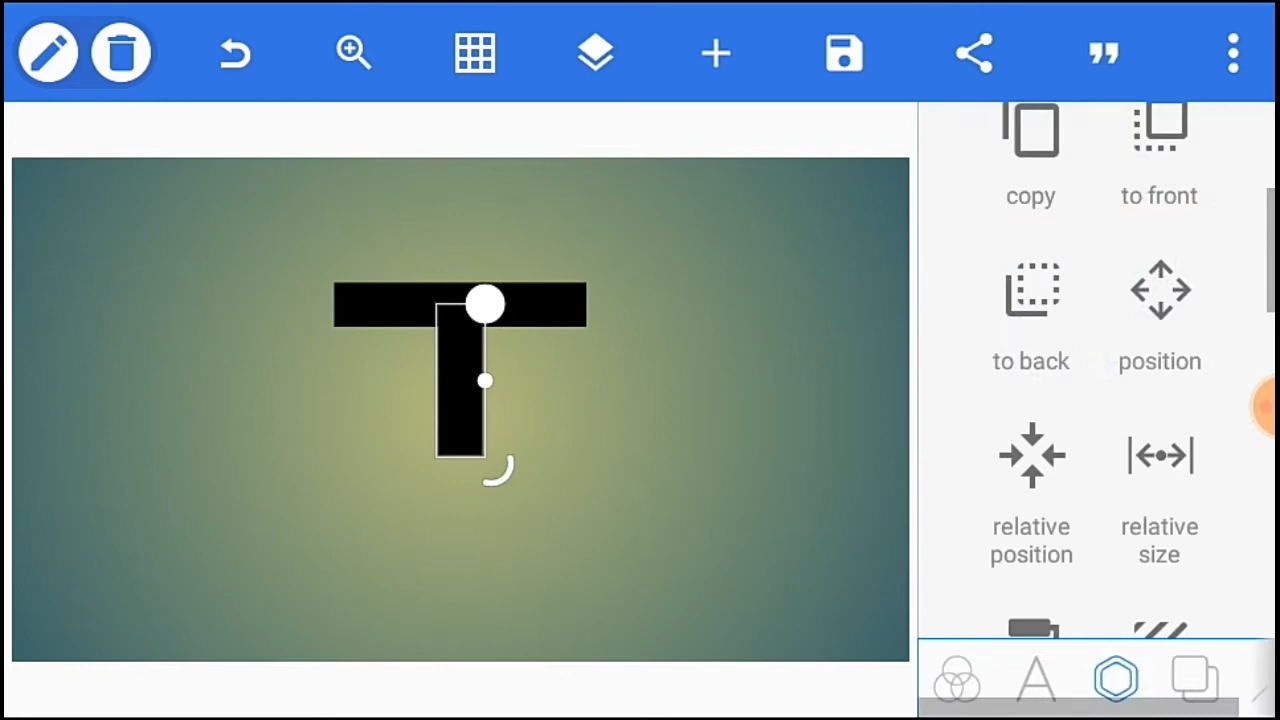 copy to front
to back position
relative position relative size
T